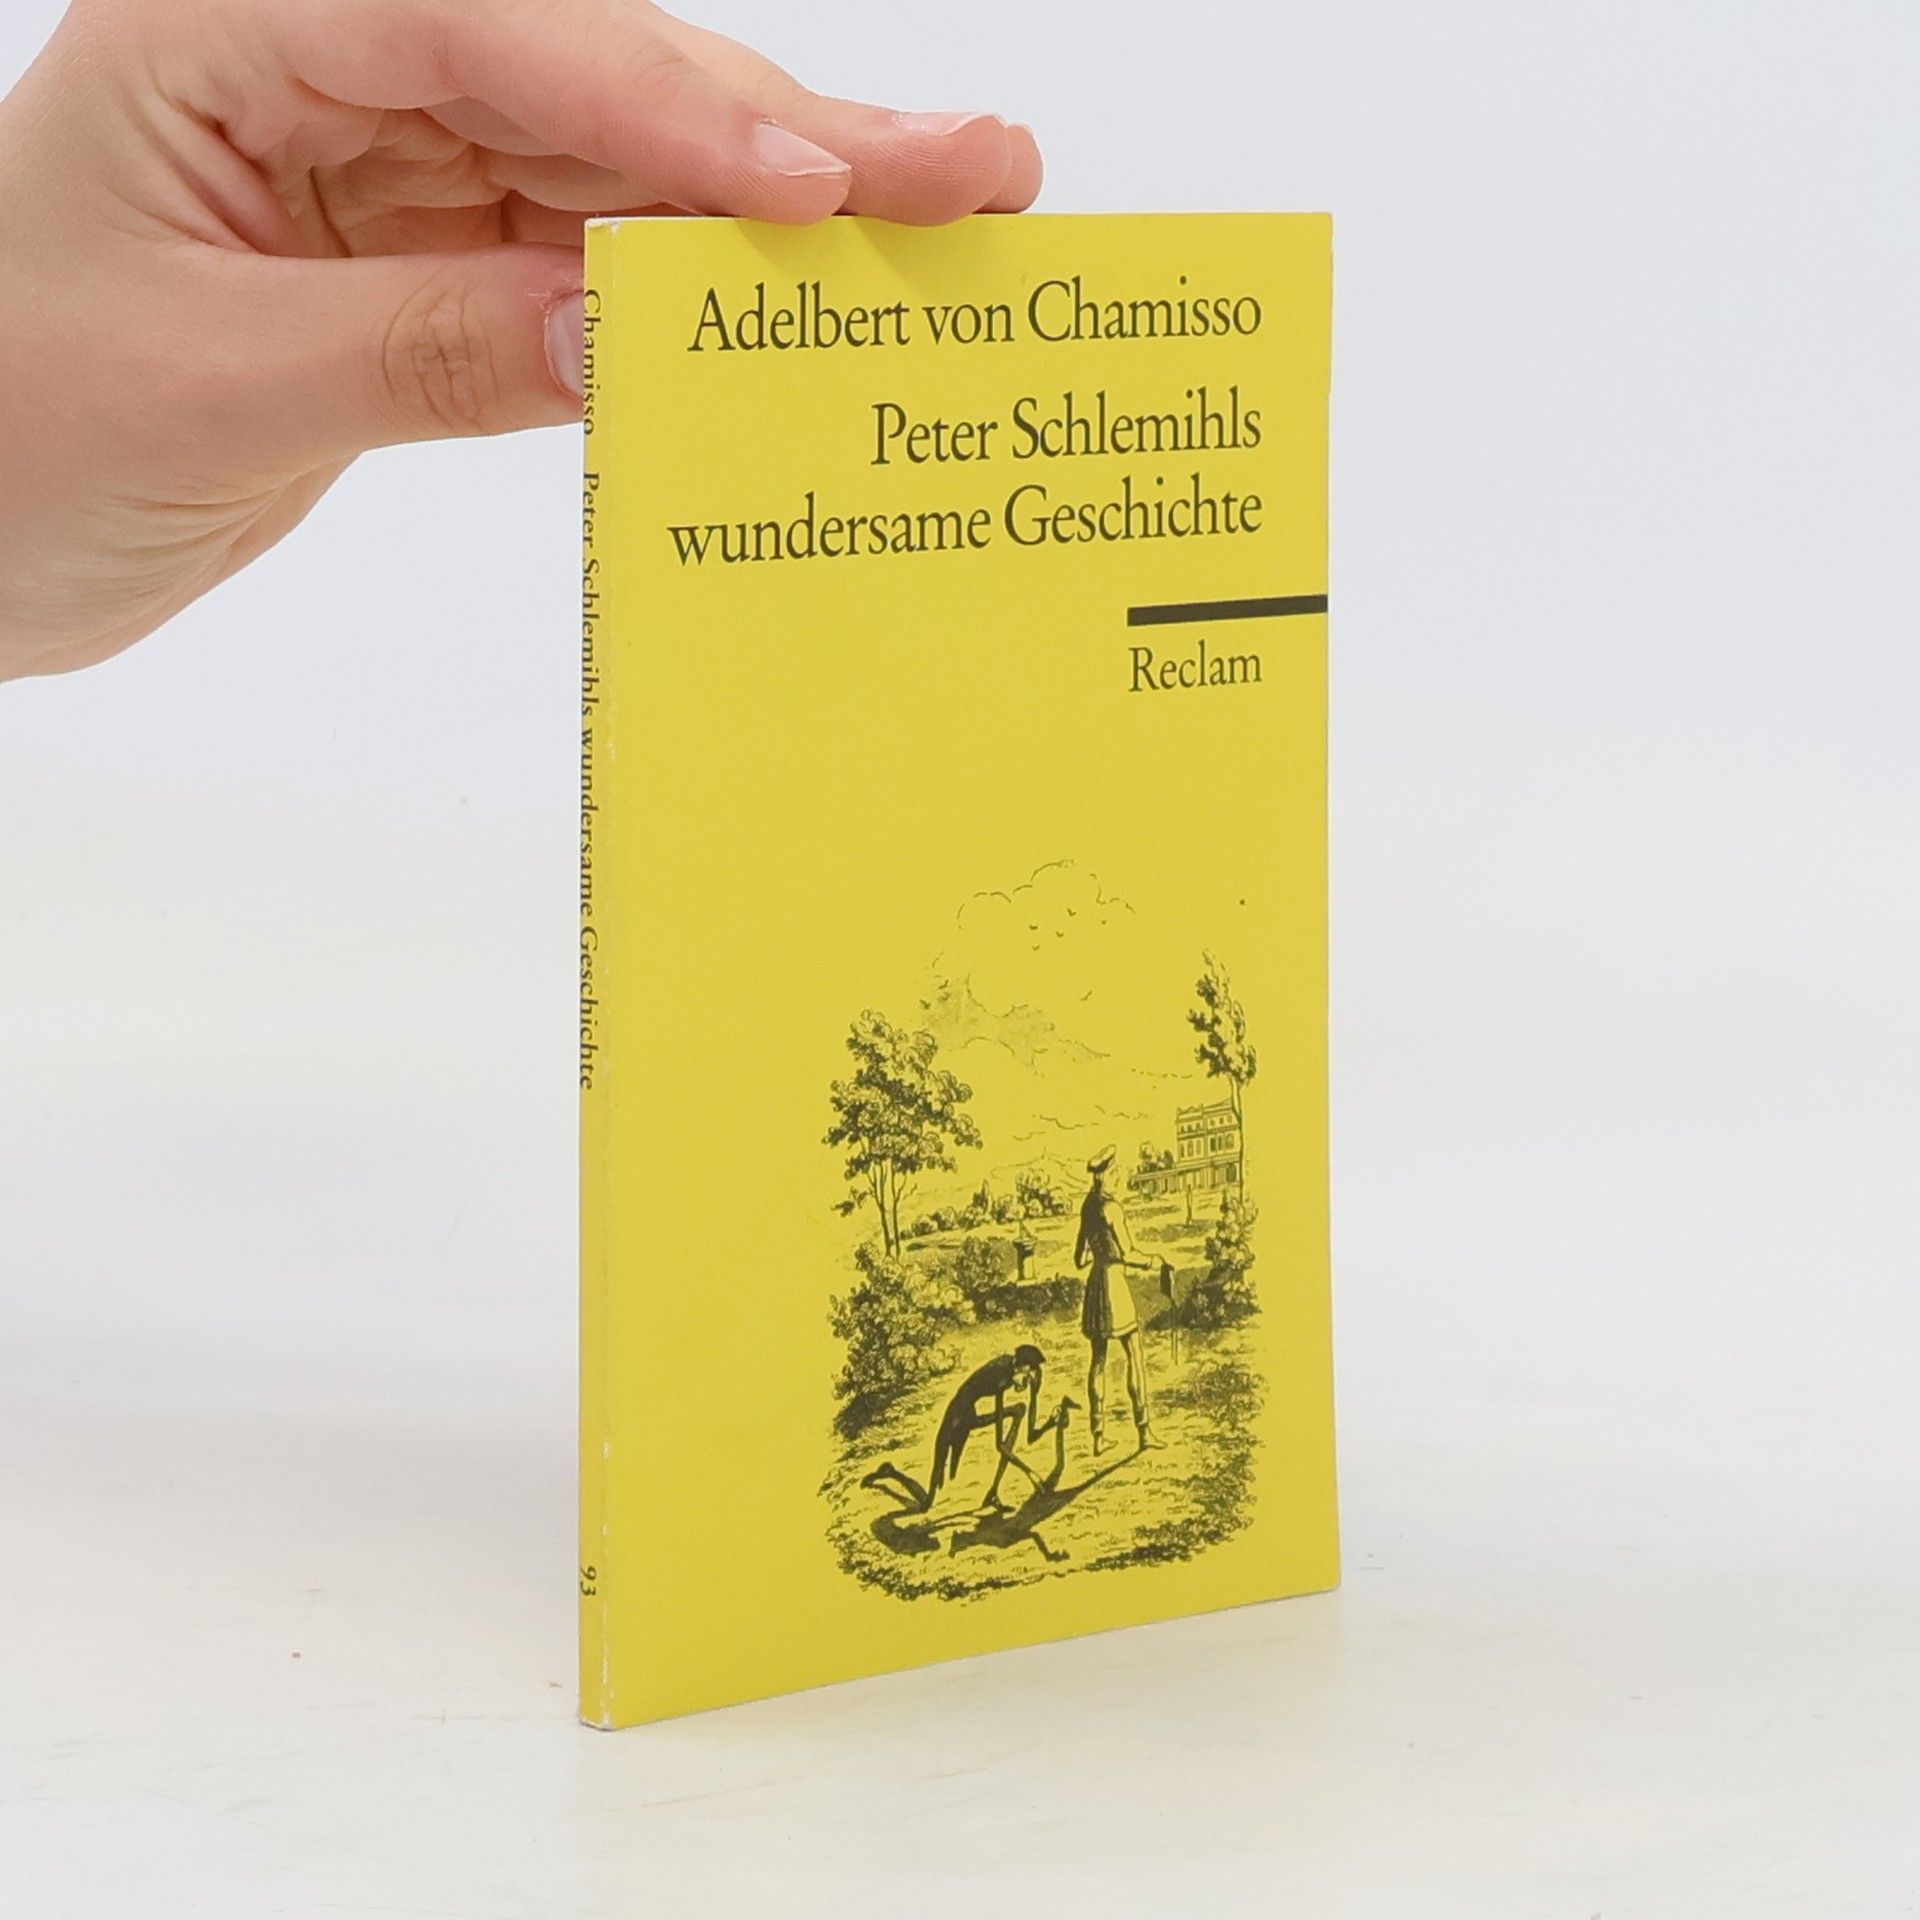 Adelbert von Chamisso
Peter Schlemihls
wundersame Geschichte
Reclam
Chamisso Peter Schlemihls wundersame Geschichte
93